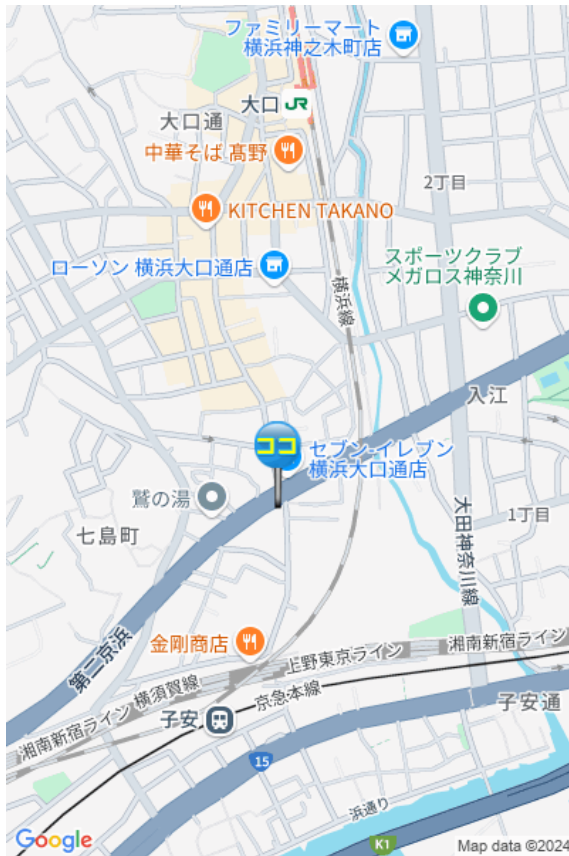 ファミリーマート
横浜神之木町店
大口
JR
大口通
中華そば 髙野
2丁目
KITCHEN TAKANO
スポーツクラブ
メガロス神奈川
ローソン 横浜大口通店
横浜線
入江
ココ
セブン-イレブン
横浜大口通店
鷲の湯
七島町
大田神奈川線
1丁目
金剛商店
第二京浜
上野東京ライン
湘南新宿ライン
横須賀線
京急本線
湘南新宿ライン
子安
子安通
15
浜通り
K1
Google
Map data ©2024